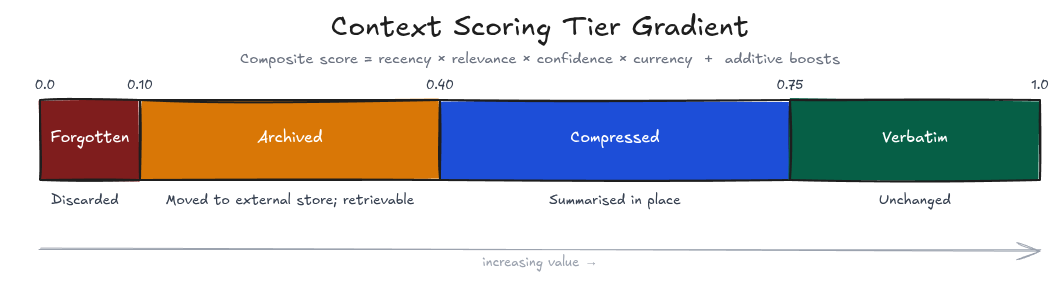 Context Scoring Tier Gradient
Composite score = recency × relevance × confidence × currency + additive boosts
0.0 0.10 0.40 0.75 1.0
Forgotten Archived Compressed Verbatim
Discarded Moved to external store; retrievable Summarised in place Unchanged
increasing value →